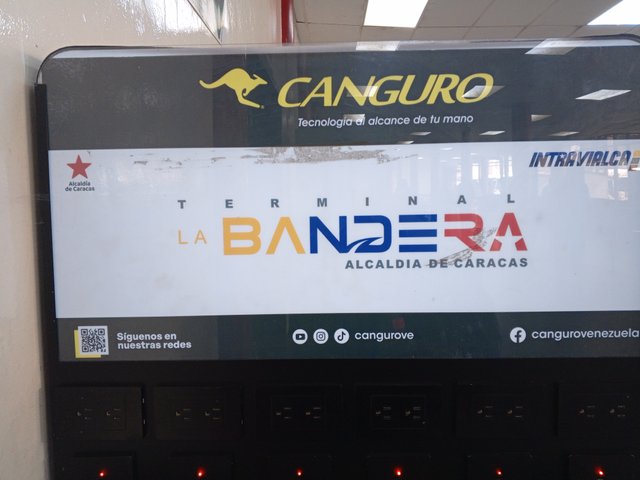 CANGURO
Tecnología al alcance de tu mano
Alcaldía
de Caracas
INTRAVIALCA
TERMINAL
LA BANDERA
ALCALDIA DE CARACAS
Síguenos en
nuestras redes
cangurove
cangurovenezuela